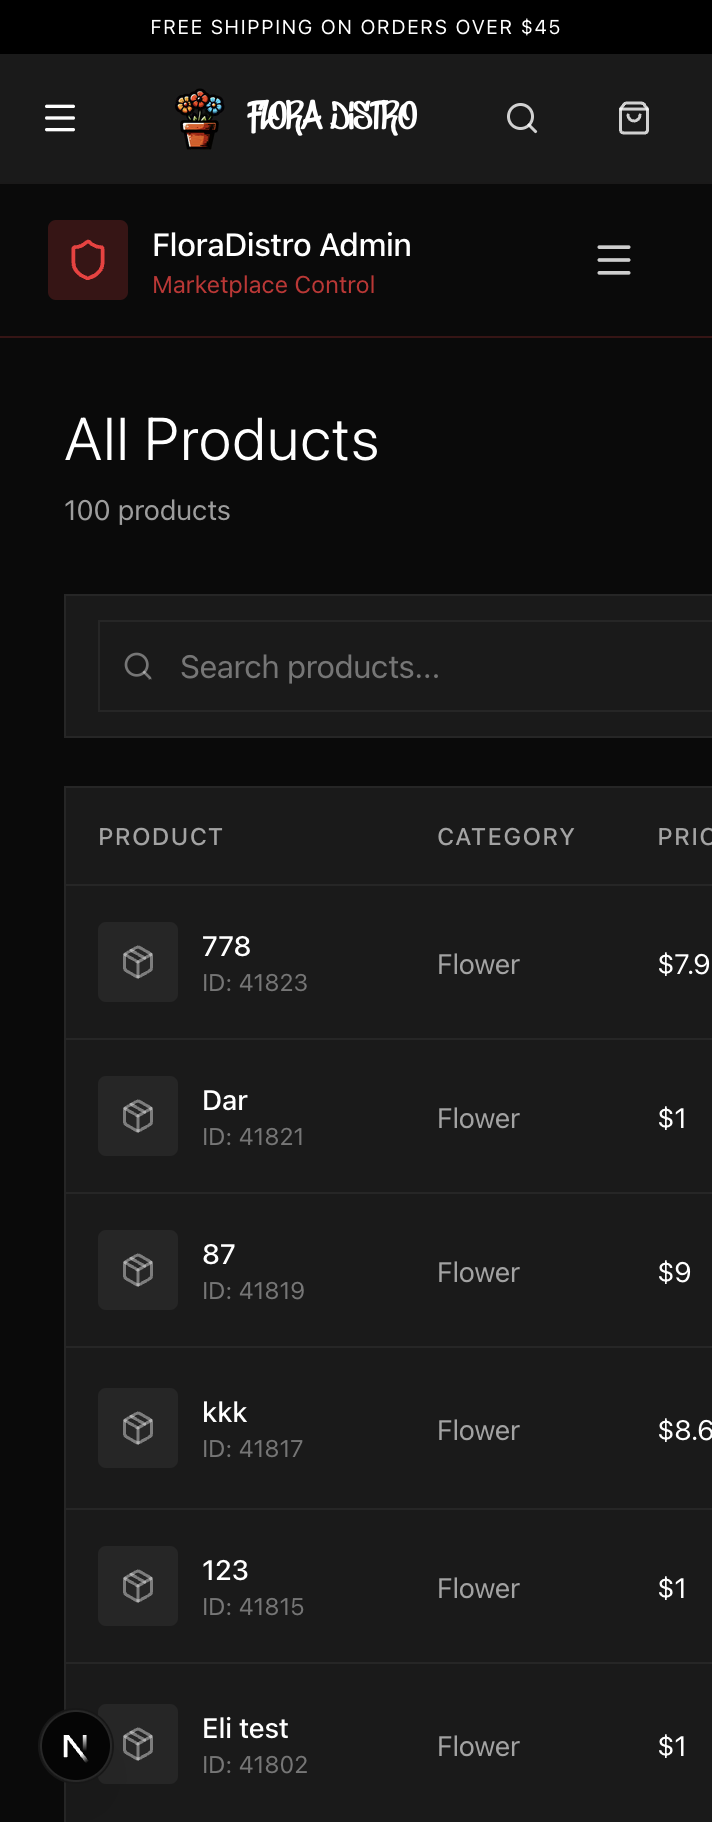 FREE SHIPPING ON ORDERS OVER $45
FLORA DISTRO
FloraDistro Admin
Marketplace Control
All Products
100 products
Search products...
PRODUCT CATEGORY PRIC
778
ID: 41823
Flower
$7.9
Dar
ID: 41821
Flower
$1
87
ID: 41819
Flower
$9
kkk
ID: 41817
Flower
$8.6
123
ID: 41815
Flower
$1
Eli test
ID: 41802
Flower
$1
N